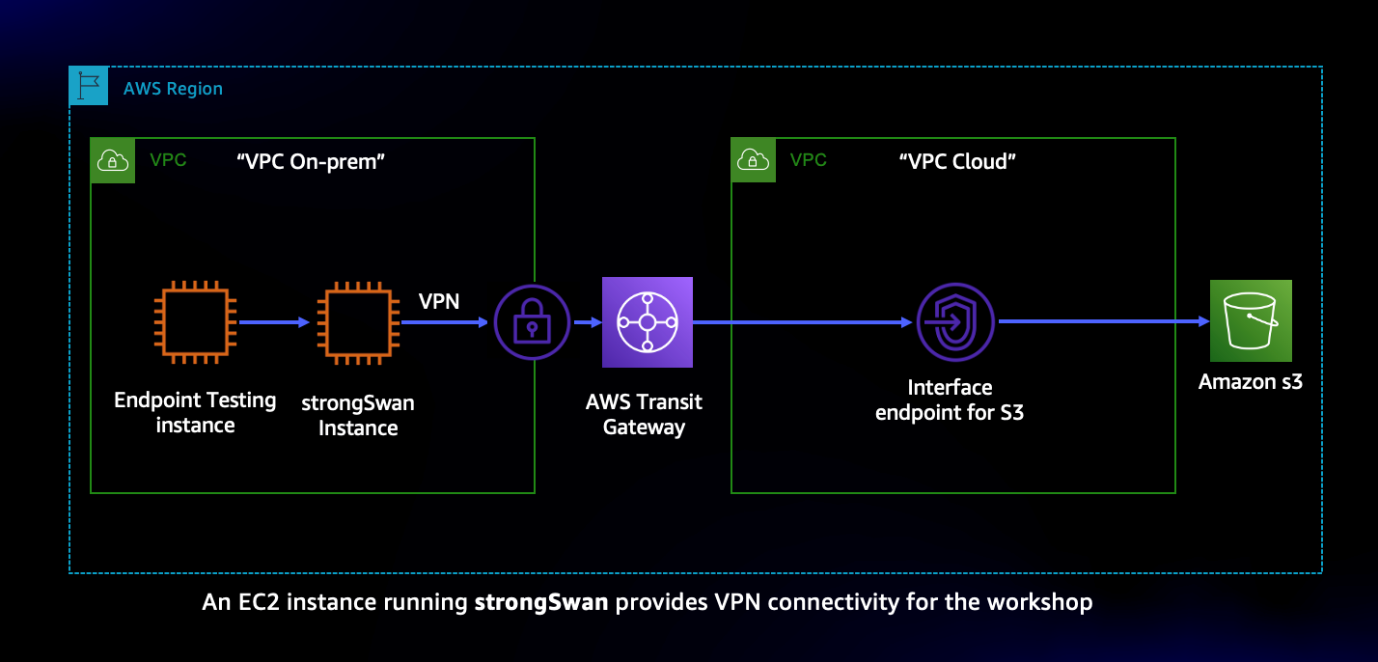 AWS Region
VPC
“VPC On-prem”
VPC
“VPC Cloud”
VPN
Endpoint Testing
instance
strongSwan
Instance
AWS Transit
Gateway
Interface
endpoint for S3
Amazon s3
An EC2 instance running strongSwan provides VPN connectivity for the workshop